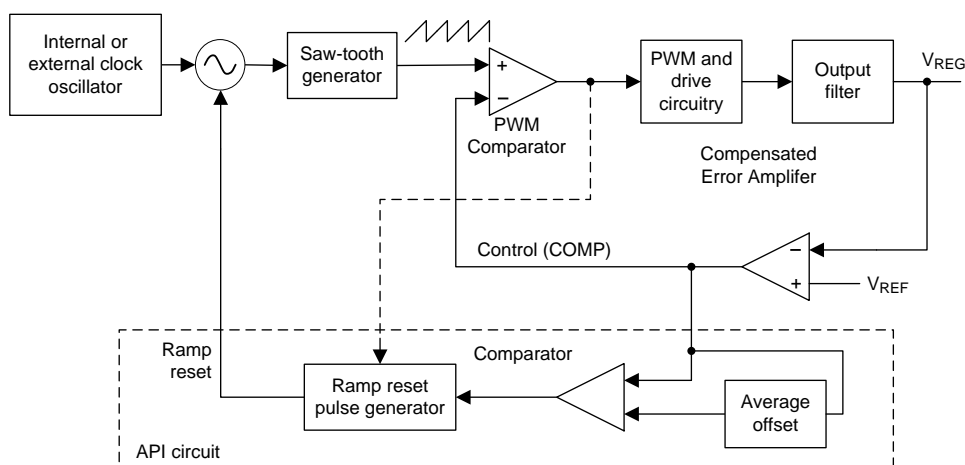 Internal or
external clock
oscillator
Saw-tooth
generator
+
−
PWM
Comparator
PWM and
drive
circuitry
Output
filter
VREG
Compensated
Error Amplifer
Control (COMP)
−
+
VREF
Ramp
reset
Ramp reset
pulse generator
Comparator
Average
offset
API circuit